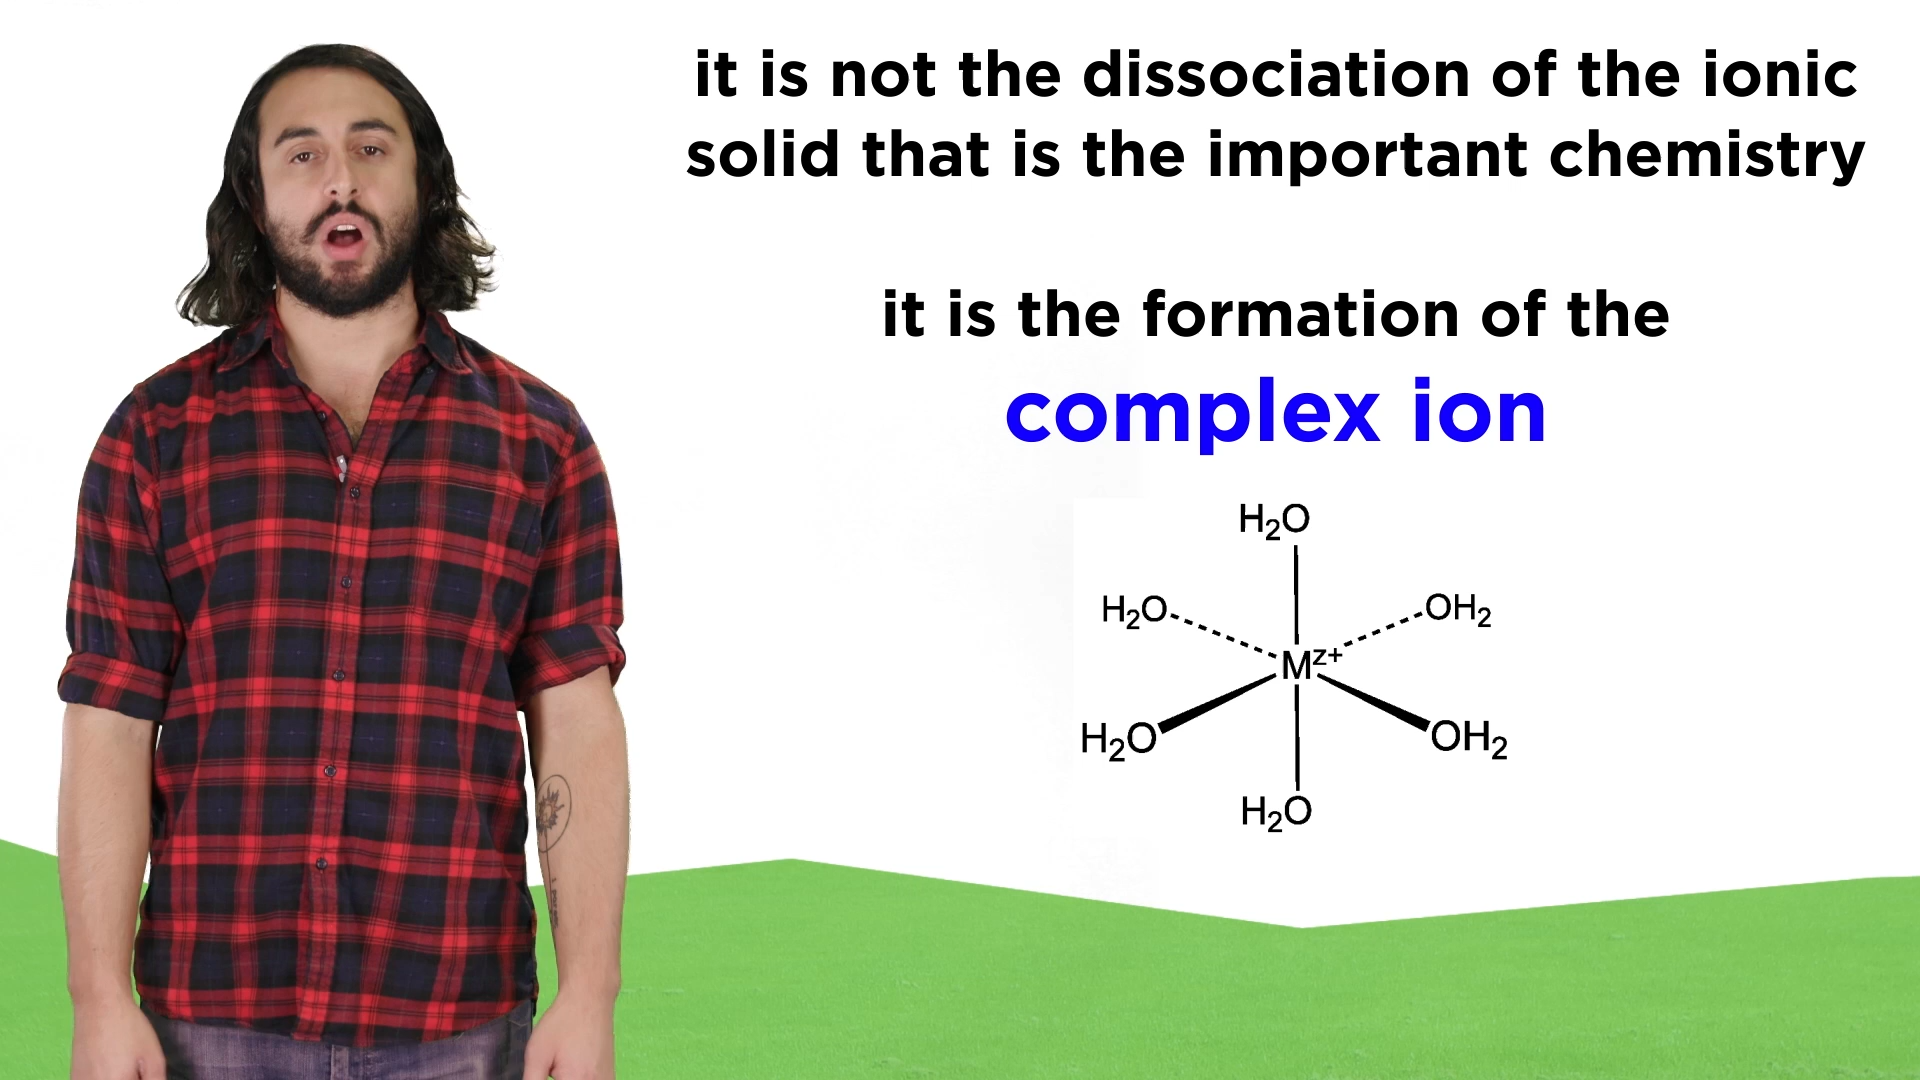 it is not the dissociation of the ionic
solid that is the important chemistry
it is the formation of the
complex ion
H₂O
H₂O OH₂
Mᶻ⁺
H₂O OH₂
H₂O